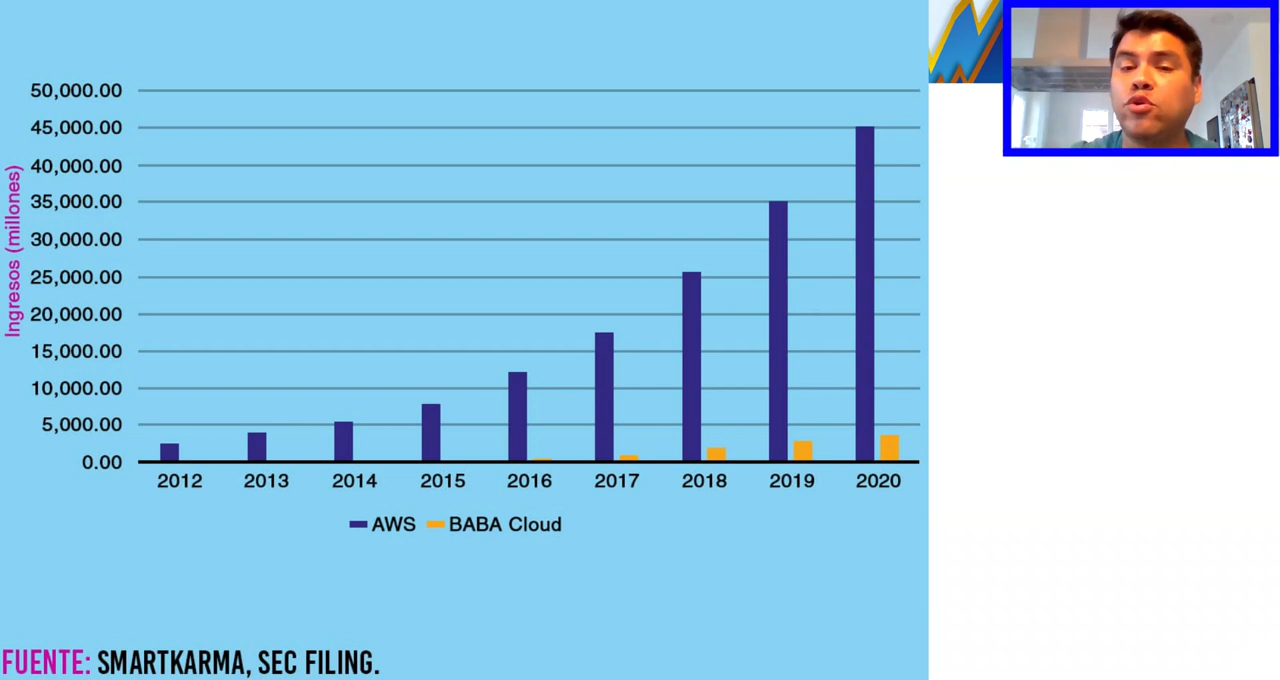 Ingresos (millones)
50,000.00
45,000.00
40,000.00
35,000.00
30,000.00
25,000.00
20,000.00
15,000.00
10,000.00
5,000.00
0.00
2012 2013 2014 2015 2016 2017 2018 2019 2020
AWS BABA Cloud
FUENTE: SMARTKARMA, SEC FILING.